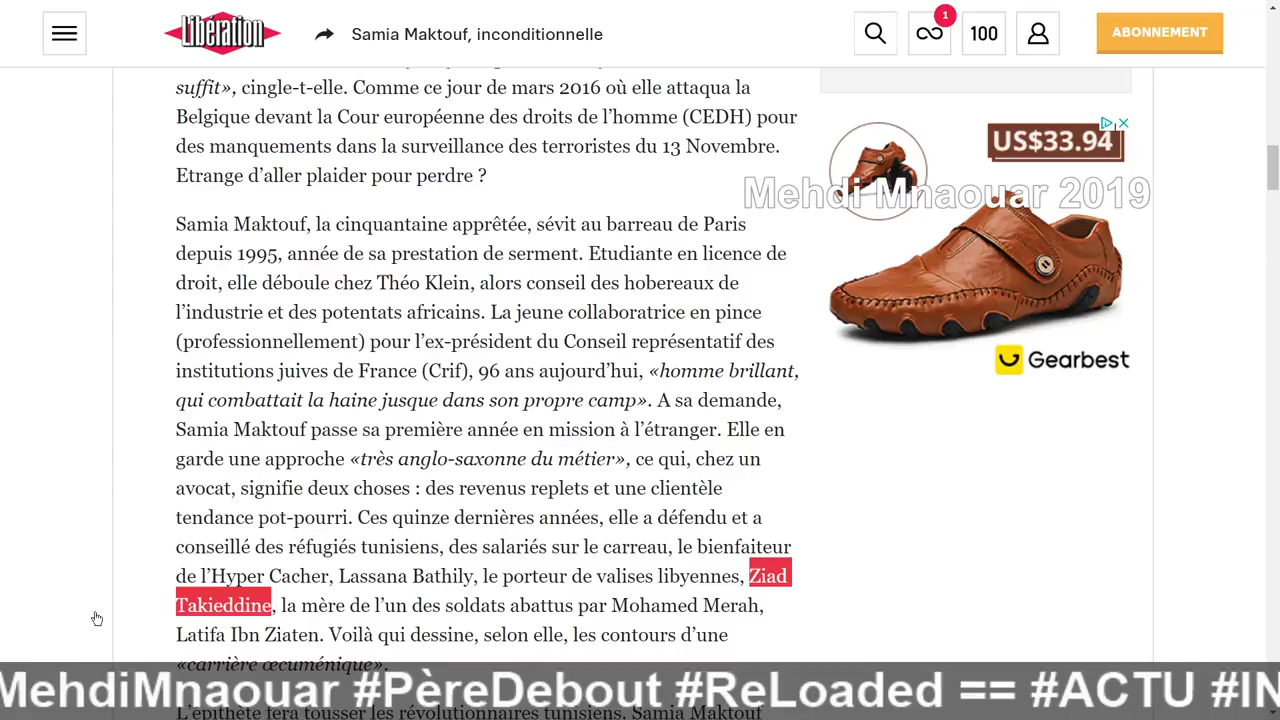 Libération
Samia Maktouf, inconditionnelle
1
100
ABONNEMENT
suffit», cingle-t-elle. Comme ce jour de mars 2016 où elle attaqua la
Belgique devant la Cour européenne des droits de l’homme (CEDH) pour
des manquements dans la surveillance des terroristes du 13 Novembre.
Etrange d’aller plaider pour perdre ?
Samia Maktouf, la cinquantaine apprêtée, sévit au barreau de Paris
depuis 1995, année de sa prestation de serment. Etudiante en licence de
droit, elle déboule chez Théo Klein, alors conseil des hobereaux de
l’industrie et des potentats africains. La jeune collaboratrice en pince
(professionnellement) pour l’ex-président du Conseil représentatif des
institutions juives de France (Crif), 96 ans aujourd’hui, «homme brillant,
qui combattait la haine jusque dans son propre camp». A sa demande,
Samia Maktouf passe sa première année en mission à l’étranger. Elle en
garde une approche «très anglo-saxonne du métier», ce qui, chez un
avocat, signifie deux choses : des revenus replets et une clientèle
tendance pot-pourri. Ces quinze dernières années, elle a défendu et a
conseillé des réfugiés tunisiens, des salariés sur le carreau, le bienfaiteur
de l’Hyper Cacher, Lassana Bathily, le porteur de valises libyennes, Ziad
Takieddine, la mère de l’un des soldats abattus par Mohamed Merah,
Latifa Ibn Ziaten. Voilà qui dessine, selon elle, les contours d’une
«carrière œcuménique».
L’épithète fera tousser les révolutionnaires tunisiens. Samia Maktouf
US$33.94
Mehdi Mnaouar 2019
Gearbest
MehdiMnaouar #PèreDebout #ReLoaded == #ACTU #IN